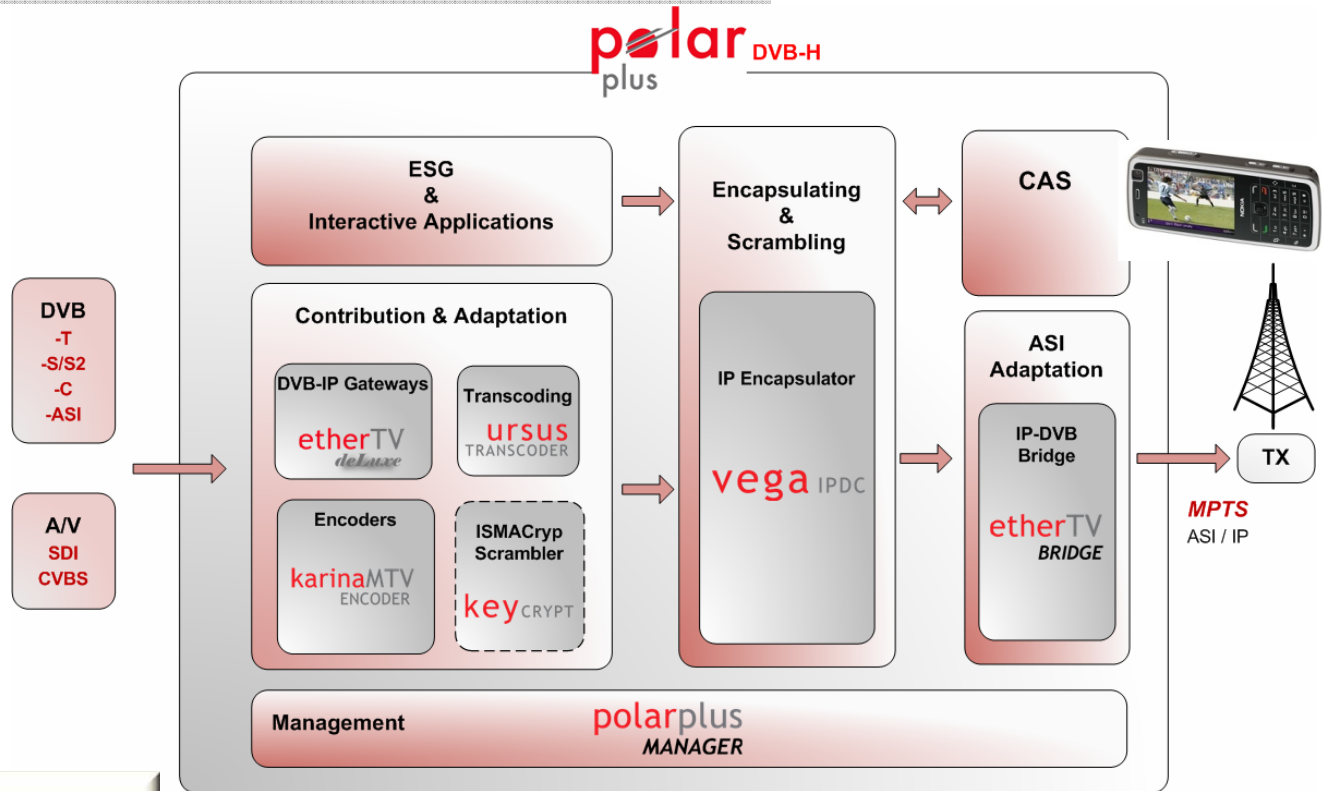 polar DVB-H
plus
ESG
&
Interactive Applications
Encapsulating
&
Scrambling
CAS
NOKIA
DVB
-T
-S/S2
-C
-ASI
A/V
SDI
CVBS
Contribution & Adaptation
DVB-IP Gateways
etherTV
deLuxe
Transcoding
ursus
TRANSCODER
Encoders
karinaMTV
ENCODER
ISMACryp
Scrambler
keyCRYPT
IP Encapsulator
vega IPDC
ASI
Adaptation
IP-DVB
Bridge
etherTV
BRIDGE
TX
MPTS
ASI / IP
Management
polarplus
MANAGER